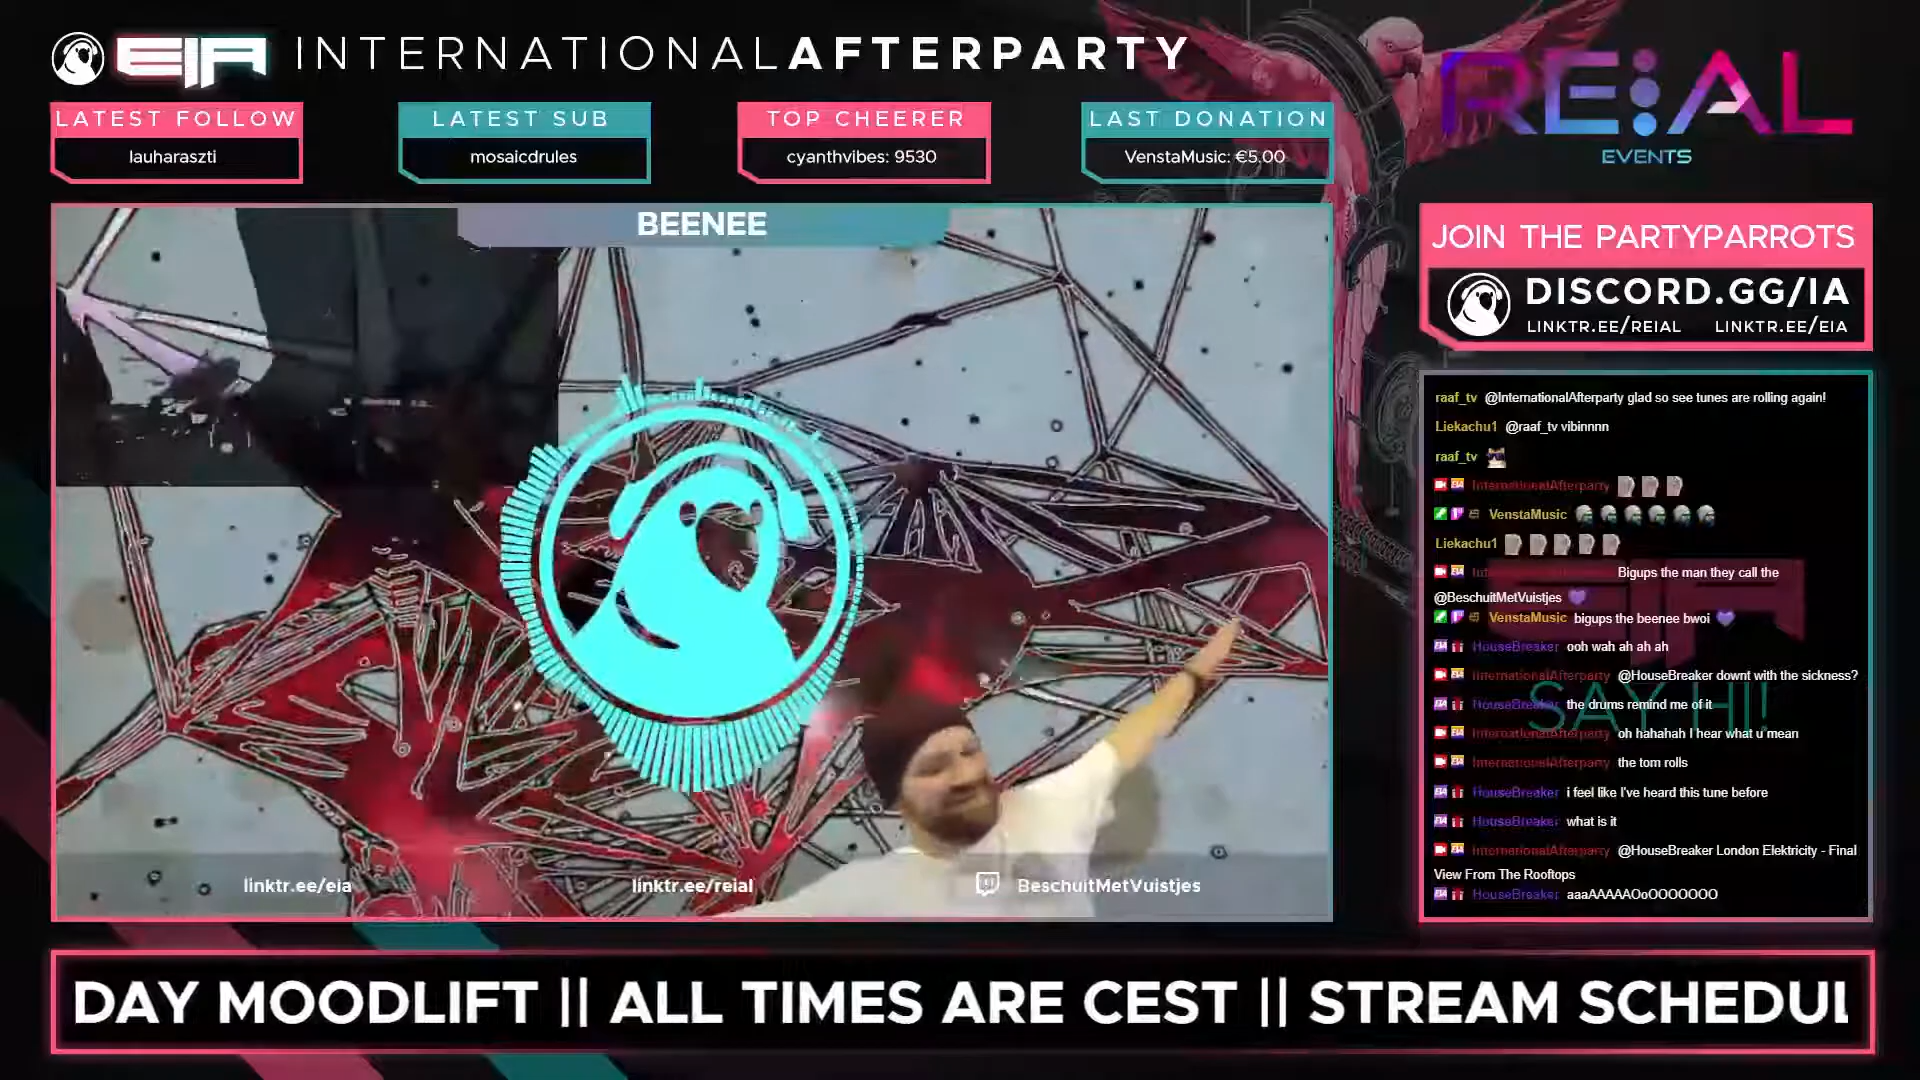 EIA INTERNATIONALAFTERPARTY
RE:AL
EVENTS
LATEST FOLLOW
lauharaszti
LATEST SUB
mosaicdrules
TOP CHEERER
cyanthvibes: 9530
LAST DONATION
VenstaMusic: €5.00
BEENEE
linktr.ee/eia
linktr.ee/reial
BeschuitMetVuistjes
JOIN THE PARTYPARROTS
DISCORD.GG/IA
LINKTR.EE/REIAL LINKTR.EE/EIA
raaf_tv @InternationalAfterparty glad so see tunes are rolling again!
Liekachu1 @raaf_tv vibinnnn
raaf_tv
InternationalAfterparty
VenstaMusic
Liekachu1
Bigups the man they call the
@BeschuitMetVuistjes
VenstaMusic bigups the beenee bwoi
HouseBreaker ooh wah ah ah ah
InternationalAfterparty @HouseBreaker downt with the sickness?
HouseBreaker the drums remind me of it
SAY HI!
InternationalAfterparty oh hahahah I hear what u mean
InternationalAfterparty the tom rolls
HouseBreaker i feel like I've heard this tune before
HouseBreaker what is it
InternationalAfterparty @HouseBreaker London Elektricity - Final
View From The Rooftops
HouseBreaker aaaAAAAAOoOOOOOOO
DAY MOODLIFT || ALL TIMES ARE CEST || STREAM SCHEDUL